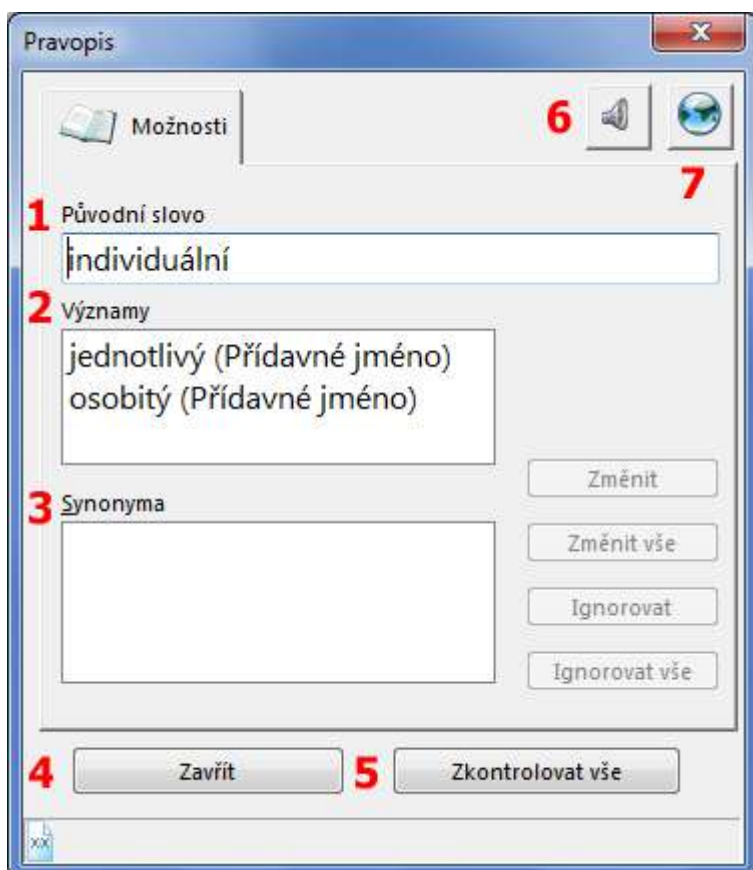 Pravopis
Možnosti
6
7
1 Původní slovo
individuální
2 Významy
jednotlivý (Přídavné jméno)
osobitý (Přídavné jméno)
Změnit
3 Synonyma
Změnit vše
Ignorovat
Ignorovat vše
4 Zavřít 5 Zkontrolovat vše
xx